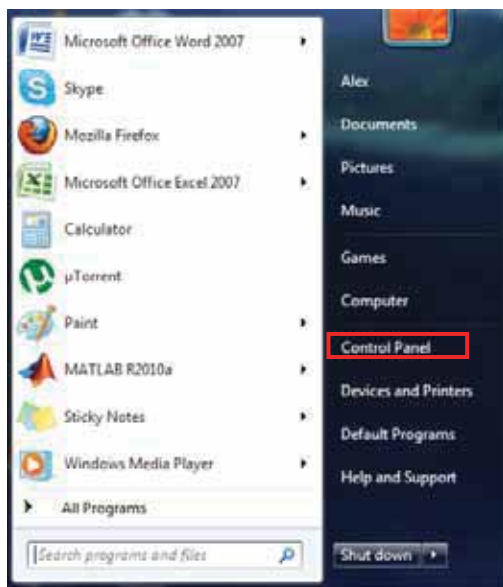 Microsoft Office Word 2007
Skype
Mozilla Firefox
Microsoft Office Excel 2007
Calculator
µTorrent
Paint
MATLAB R2010a
Sticky Notes
Windows Media Player
All Programs
Search programs and files
Alex
Documents
Pictures
Music
Games
Computer
Control Panel
Devices and Printers
Default Programs
Help and Support
Shut down